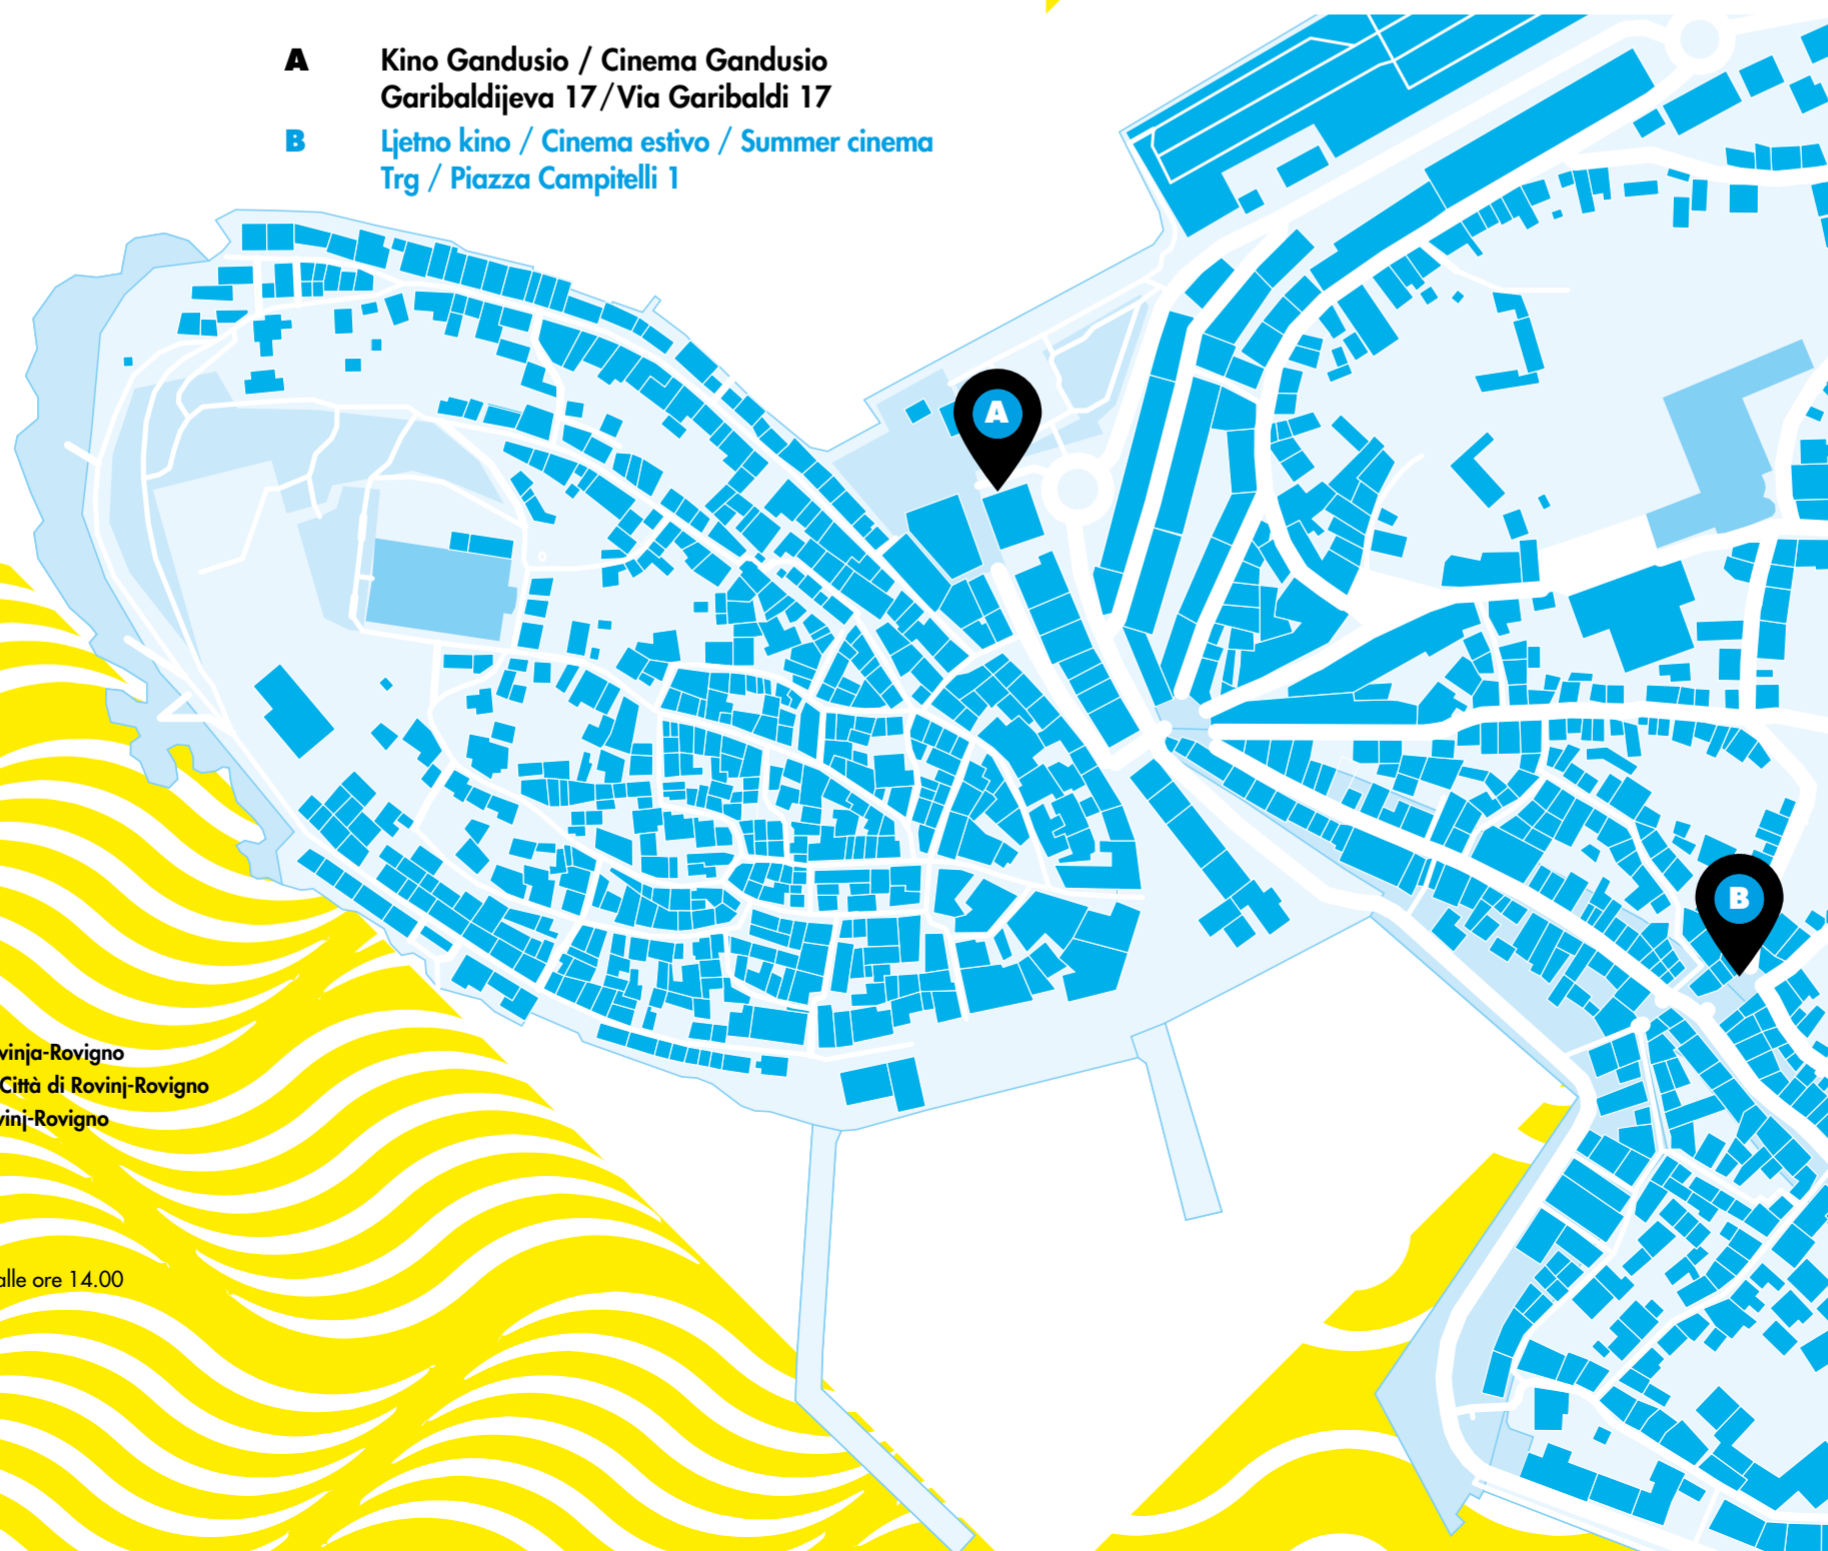 A Kino Gandusio / Cinema Gandusio
Garibaldijeva 17/Via Garibaldi 17
B Ljetno kino / Cinema estivo / Summer cinema
Trg / Piazza Campitelli 1
A
B
vinja-Rovigno
Città di Rovinj-Rovigno
vinj-Rovigno
alle ore 14.00